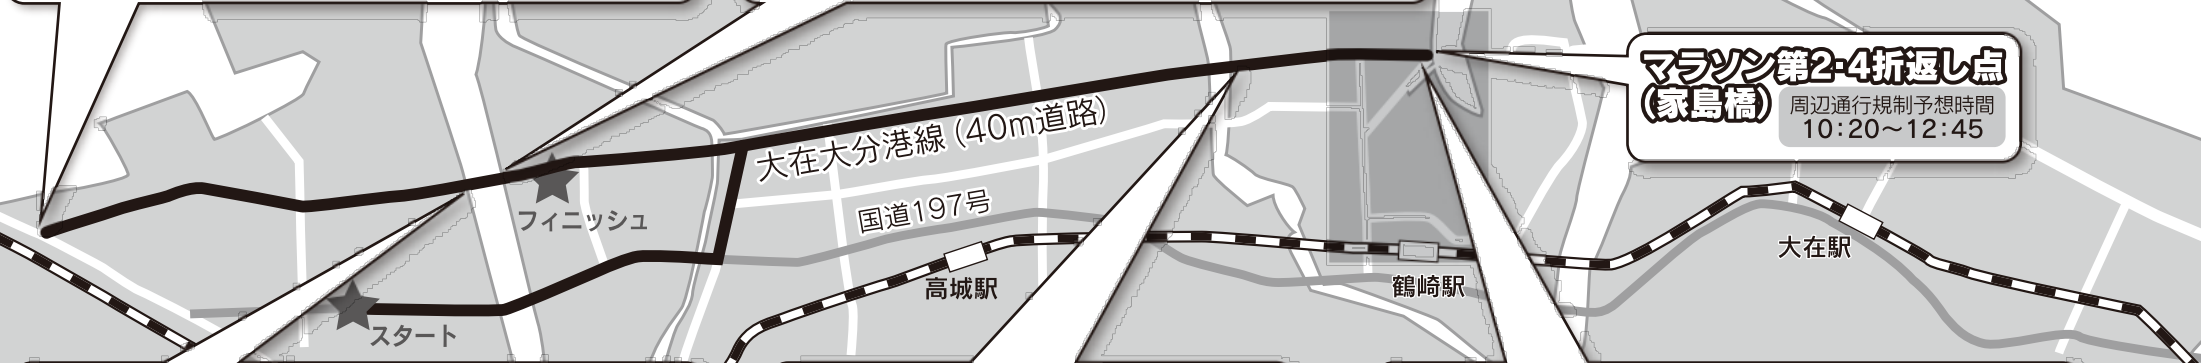 マラソン第2・4折返し点
(家島橋)
周辺通行規制予想時間
10:20～12:45
大在大分港線(40m道路)
国道197号
フィニッシュ
スタート
高城駅
鶴崎駅
大在駅